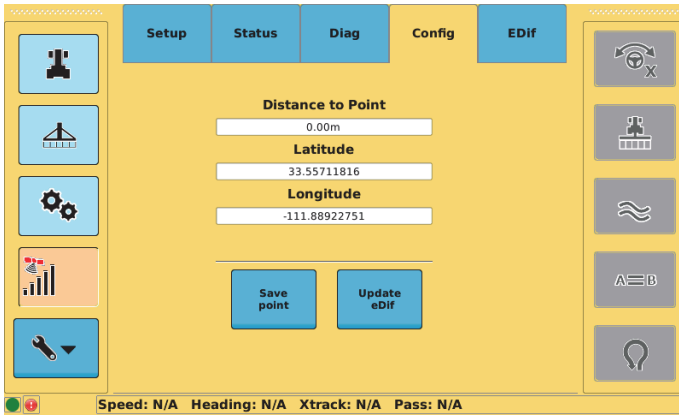 Setup Status Diag Config EDif
X
Distance to Point
0.00m
Latitude
33.55711816
Longitude
-111.88922751
A=B
Save point
Update eDif
Speed: N/A Heading: N/A Xtrack: N/A Pass: N/A